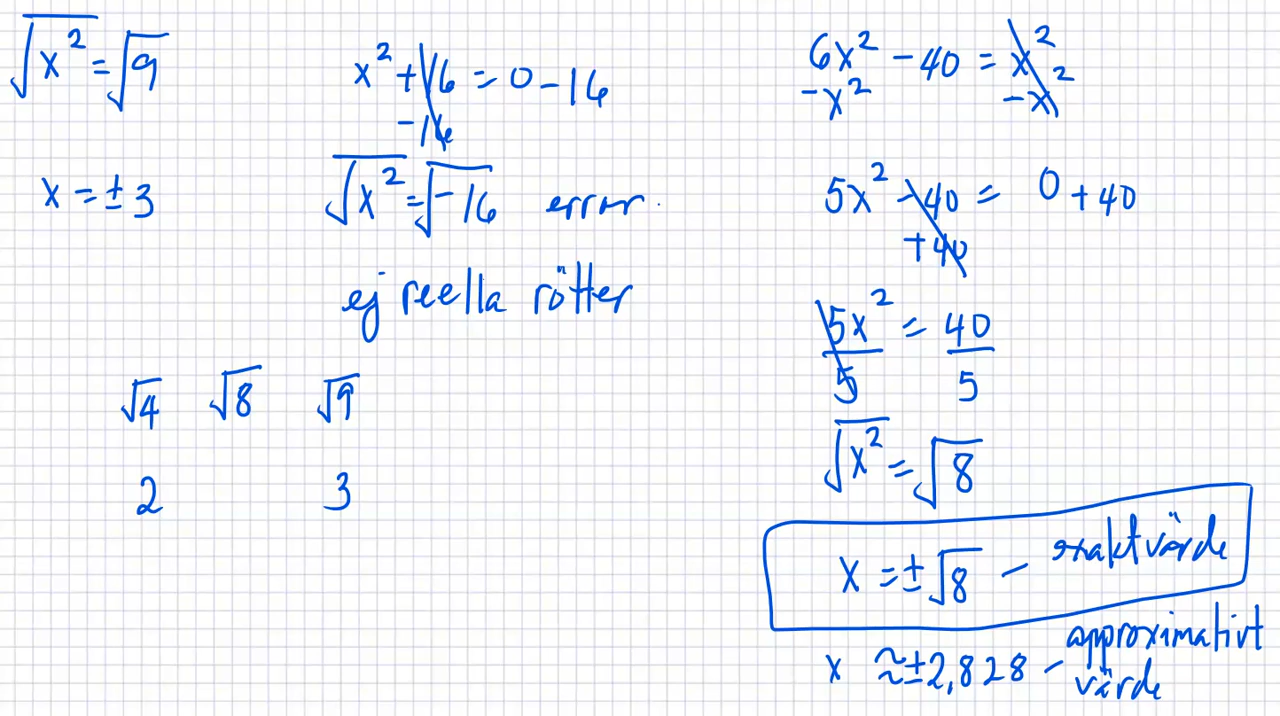 √x² = √9
x = ± 3
x² + 16 = 0 - 16
- 16
√x² = √-16 error.
ej reella rötter
√4 √8 √9
2 3
6x² - 40 = x²
-x² - x²
5x² - 40 = 0 + 40
+ 40
5x² = 40
5 5
√x² = √8
x = ± √8 – exakt värde
x ≈ ± 2,828 – approximativt
värde